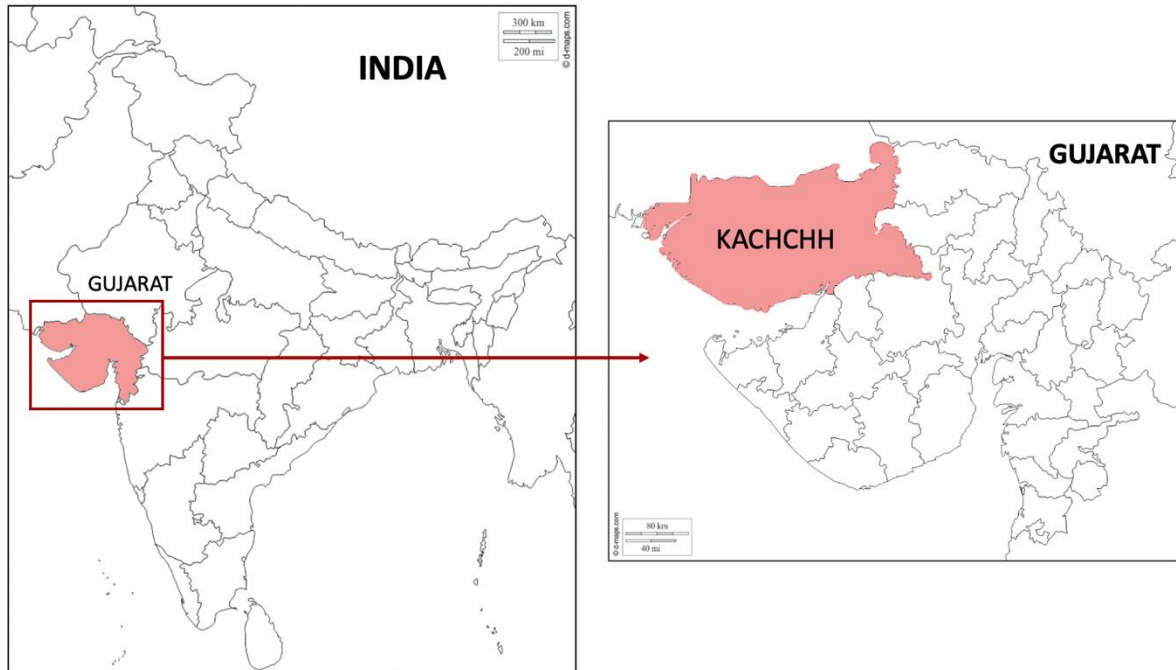 300 km
200 mi
© d-maps.com
INDIA
GUJARAT
GUJARAT
KACHCHH
80 km
40 mi
© d-maps.com